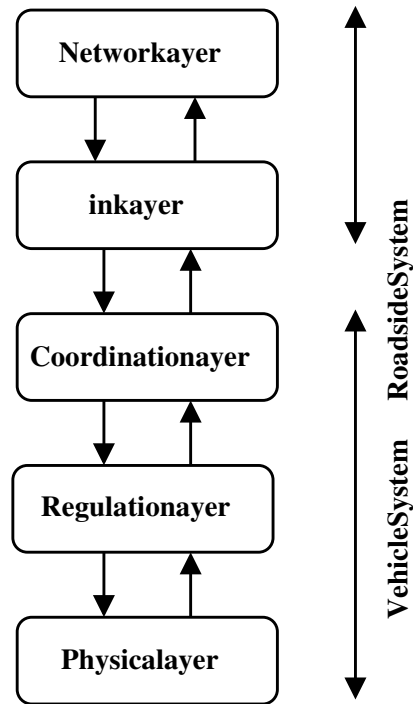 Networkayer
inkayer
Coordinationayer
Regulationayer
Physicalayer
RoadsideSystem
VehicleSystem